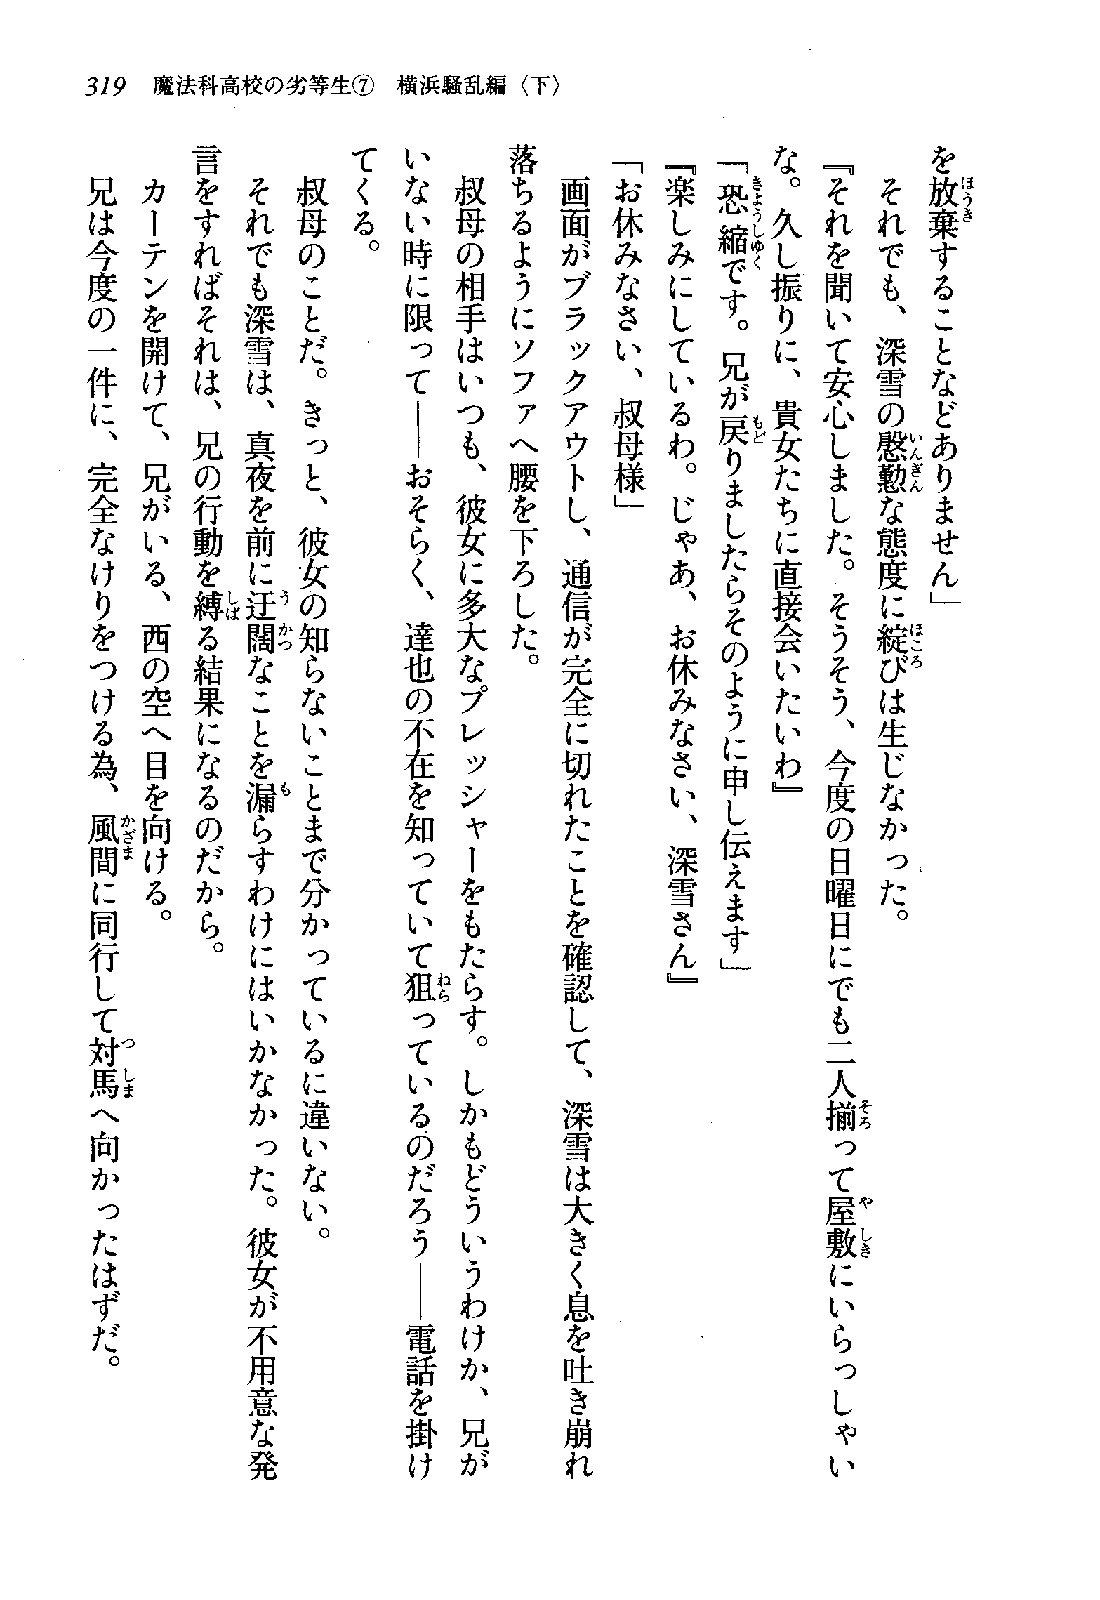 319　魔法科高校の劣等生⑦　横浜騒乱編〈下〉
を放棄することなどありません」
　それでも、深雪の慇懃な態度に綻びは生じなかった。
『それを聞いて安心しました。そうそう、今度の日曜日にでも二人揃って屋敷にいらっしゃい
な。久し振りに、貴女たちに直接会いたいわ』
「恐縮です。兄が戻りましたらそのように申し伝えます」
『楽しみにしているわ。じゃあ、お休みなさい、深雪さん』
「お休みなさい、叔母様」
　画面がブラックアウトし、通信が完全に切れたことを確認して、深雪は大きく息を吐き崩れ
落ちるようにソファへ腰を下ろした。
　叔母の相手はいつも、彼女に多大なプレッシャーをもたらす。しかもどういうわけか、兄が
いない時に限って――おそらく、達也の不在を知っていて狙っているのだろう――電話を掛け
てくる。
　叔母のことだ。きっと、彼女の知らないことまで分かっているに違いない。
　それでも深雪は、真夜を前に迂闊なことを漏らすわけにはいかなかった。彼女が不用意な発
言をすればそれは、兄の行動を縛る結果になるのだから。
　カーテンを開けて、兄がいる、西の空へ目を向ける。
　兄は今度の一件に、完全なけりをつける為、風間に同行して対馬へ向かったはずだ。